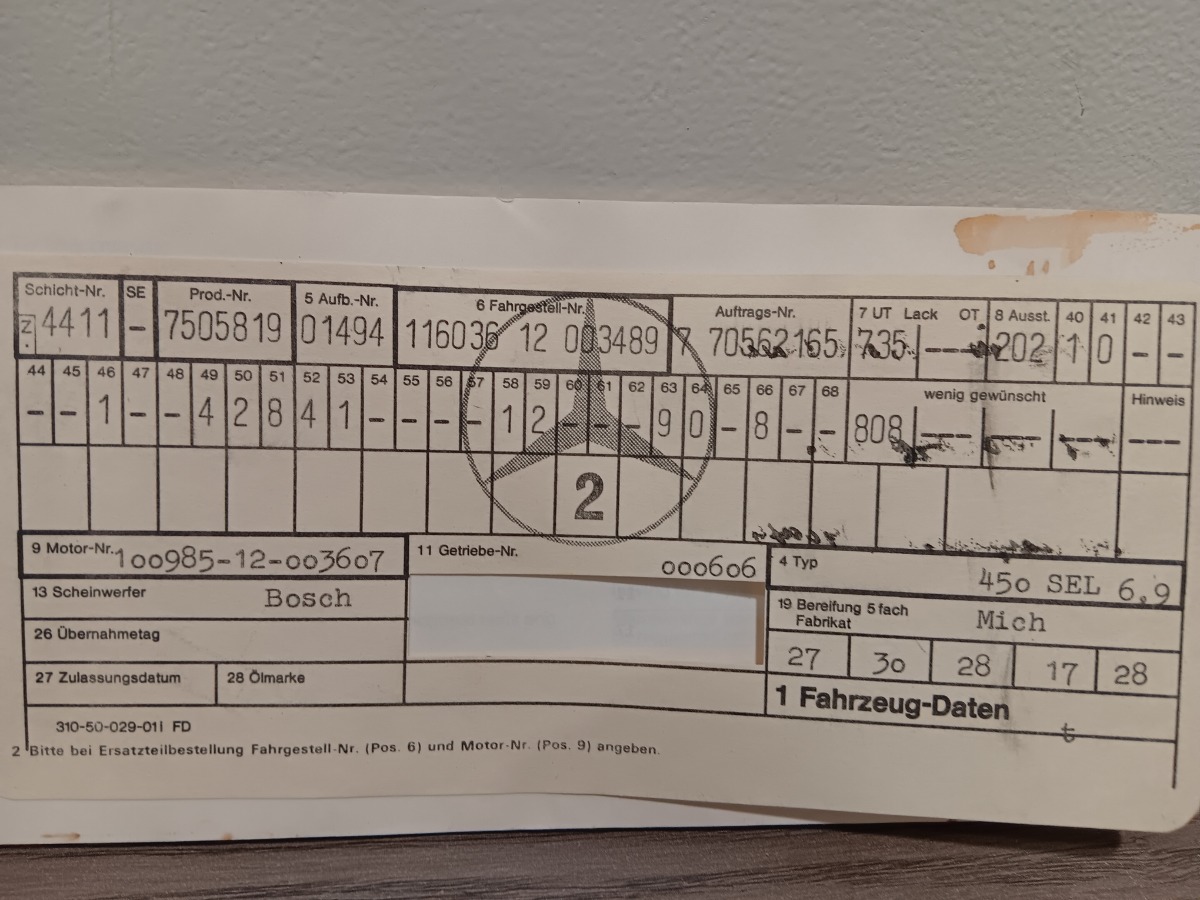 Schicht-Nr. SE Prod.-Nr. 5 Aufb.-Nr. 6 Fahrgestell-Nr. Auftrags-Nr. 7 UT Lack OT 8 Ausst. 40 41 42 43
Z 4411 - 7505819 01494 116036 12 003489 7 70562165 735 --- 202 1 0 - -
44 45 46 47 48 49 50 51 52 53 54 55 56 57 58 59 60 61 62 63 64 65 66 67 68 wenig gewünscht Hinweis
- - 1 - - 4 2 8 4 1 - - - - 1 2 - - - 9 0 - 8 - - 808 --- --- --- ---
2
9 Motor-Nr. 100985-12-003607 11 Getriebe-Nr. 000606 4 Typ 450 SEL 6,9
13 Scheinwerfer Bosch 19 Bereifung 5 fach Mich
Fabrikat
26 Übernahmetag 27 30 28 17 28
27 Zulassungsdatum 28 Ölmarke 1 Fahrzeug-Daten
310-50-029-01i FD t
2 Bitte bei Ersatzteilbestellung Fahrgestell-Nr. (Pos. 6) und Motor-Nr. (Pos. 9) angeben.